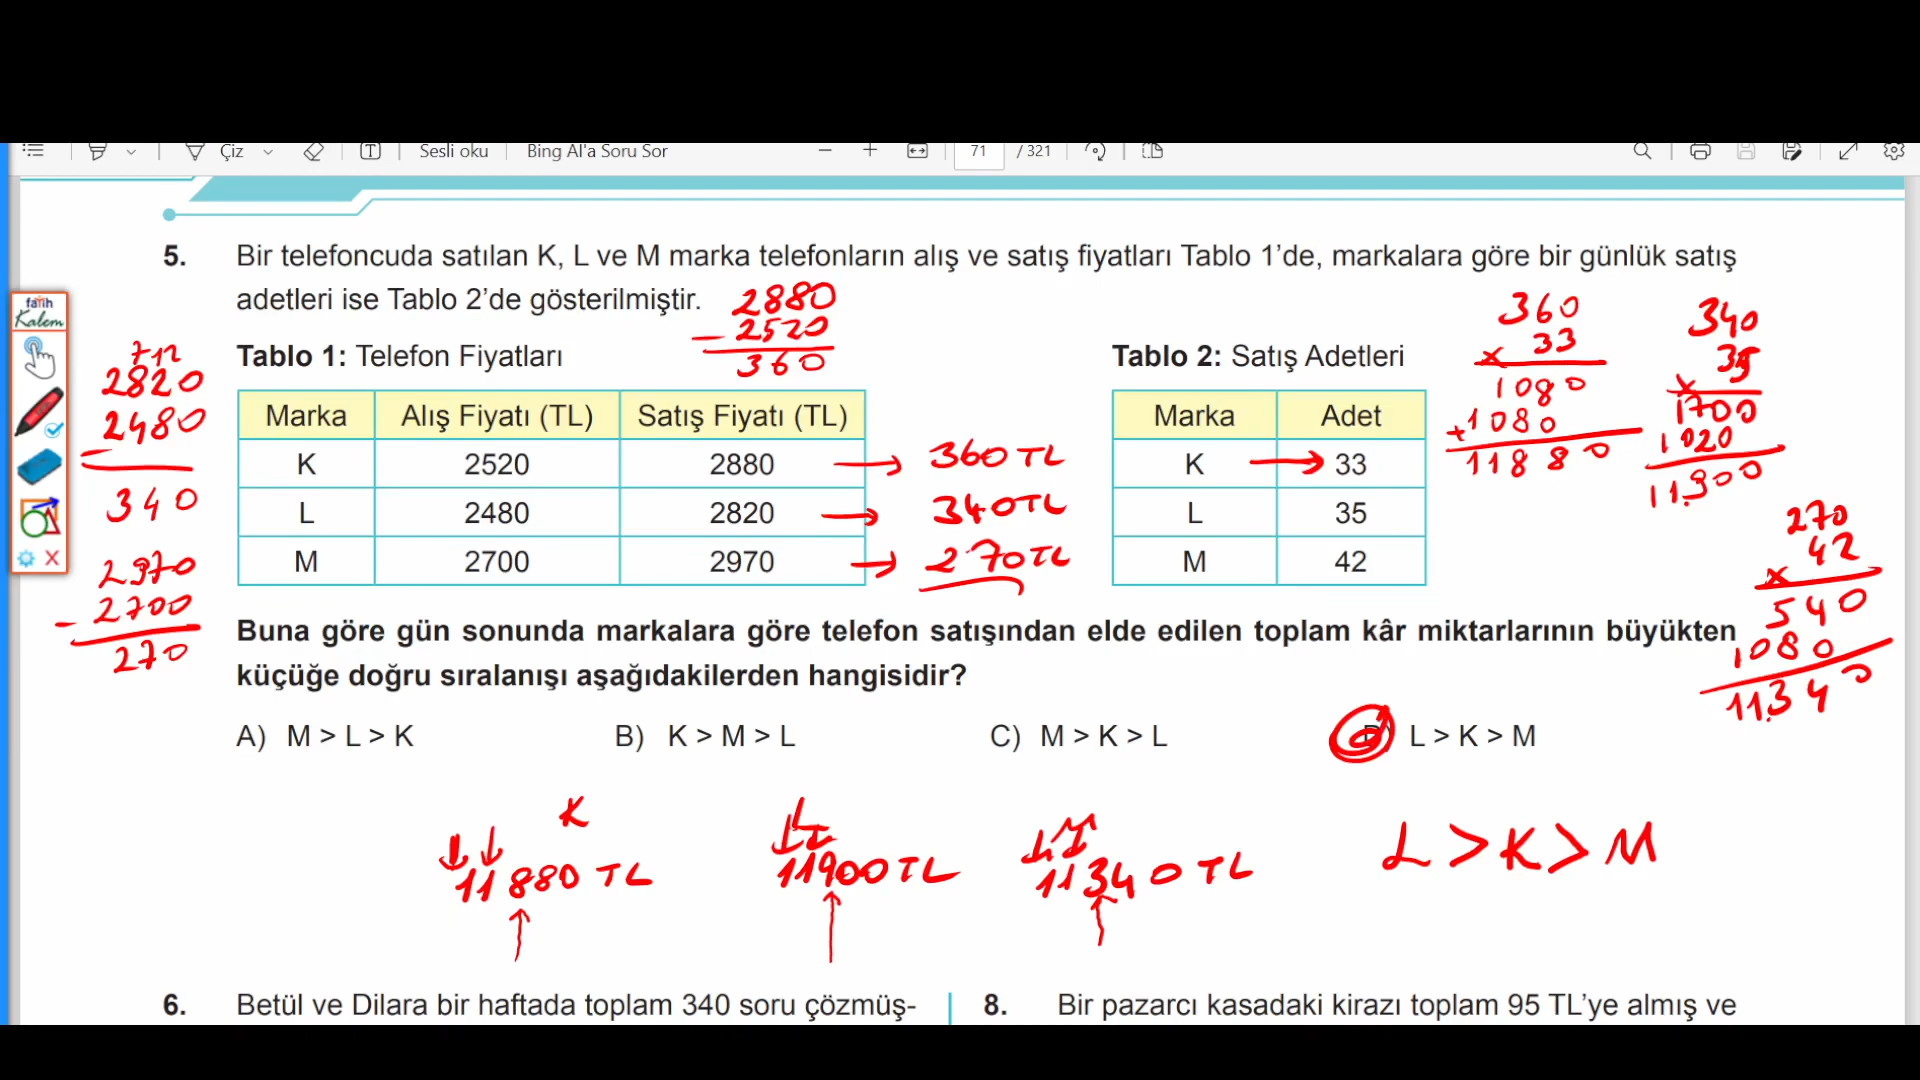 Çiz
Sesli oku
Bing AI'a Soru Sor
71 / 321
5. Bir telefoncuda satılan K, L ve M marka telefonların alış ve satış fiyatları Tablo 1'de, markalara göre bir günlük satış
adetleri ise Tablo 2'de gösterilmiştir.
fatih
Kalem
2880
- 2520
360
Tablo 1: Telefon Fiyatları
Marka Alış Fiyatı (TL) Satış Fiyatı (TL)
K 2520 2880 → 360 TL
L 2480 2820 → 340 TL
M 2700 2970 → 270 TL
Tablo 2: Satış Adetleri
Marka Adet
K → 33
L 35
M 42
7 12
2820
2480
-
340
2970
- 2700
270
360
x 33
1080
+1080
11880
340
x 35
1700
1020
11.900
270
x 42
540
1080
11.340
Buna göre gün sonunda markalara göre telefon satışından elde edilen toplam kâr miktarlarının büyükten
küçüğe doğru sıralanışı aşağıdakilerden hangisidir?
A) M > L > K B) K > M > L C) M > K > L D) L > K > M
K L M
11880 TL 11900 TL 11340 TL L > K > M
6. Betül ve Dilara bir haftada toplam 340 soru çözmüş-
8. Bir pazarcı kasadaki kirazı toplam 95 TL'ye almış ve